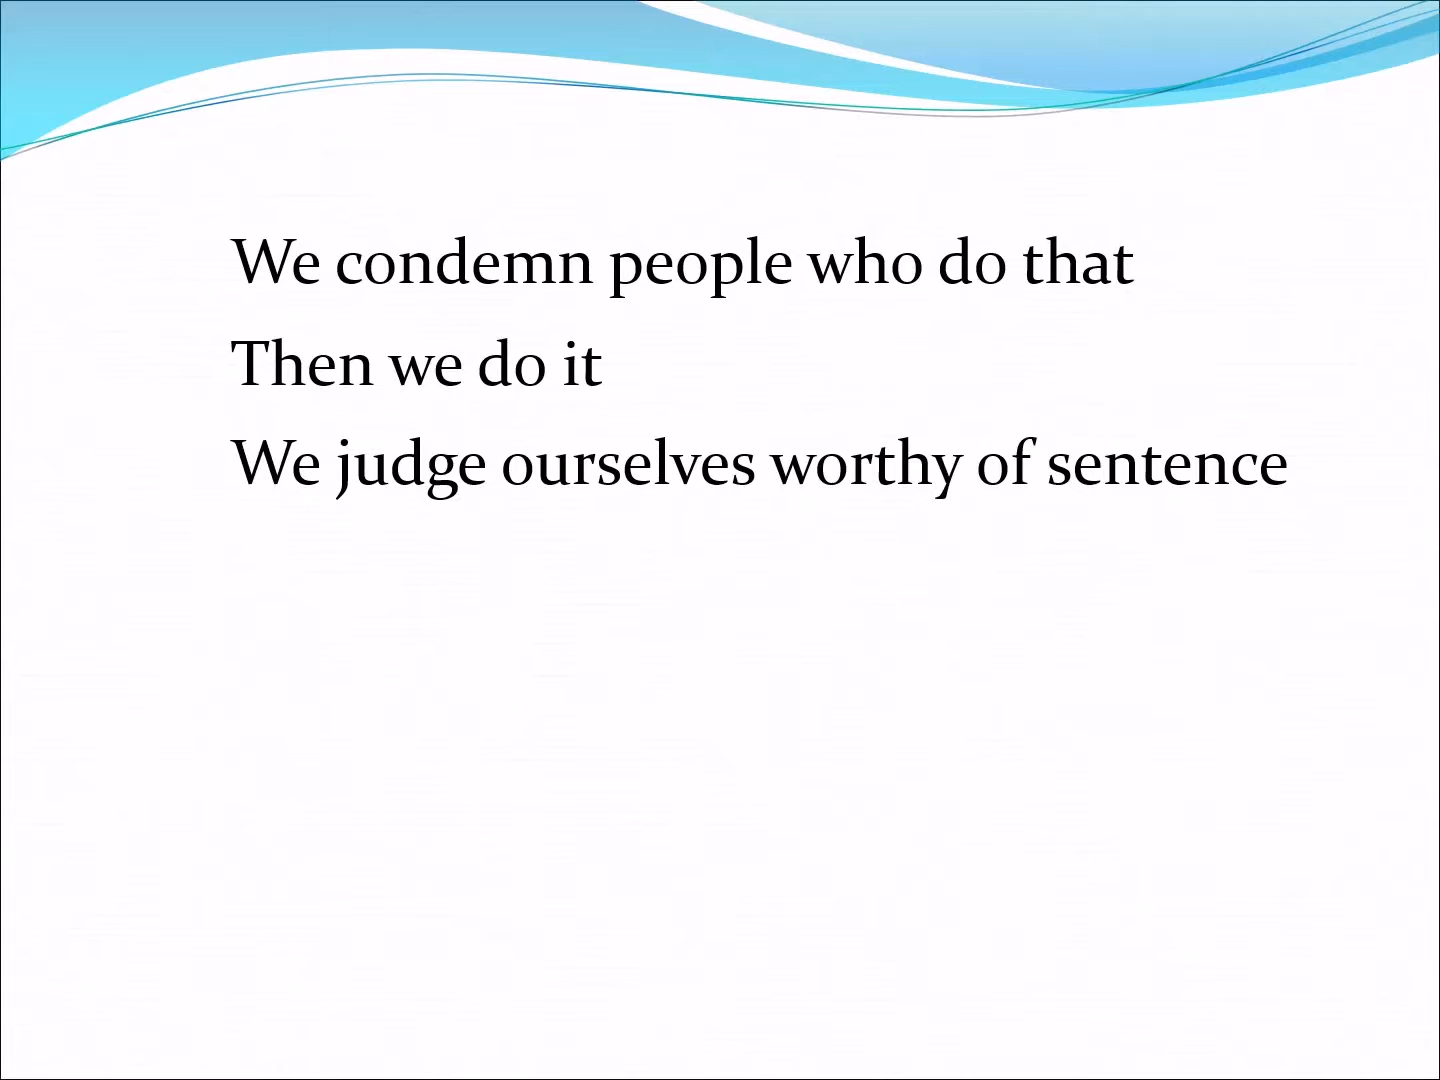 We condemn people who do that
Then we do it
We judge ourselves worthy of sentence